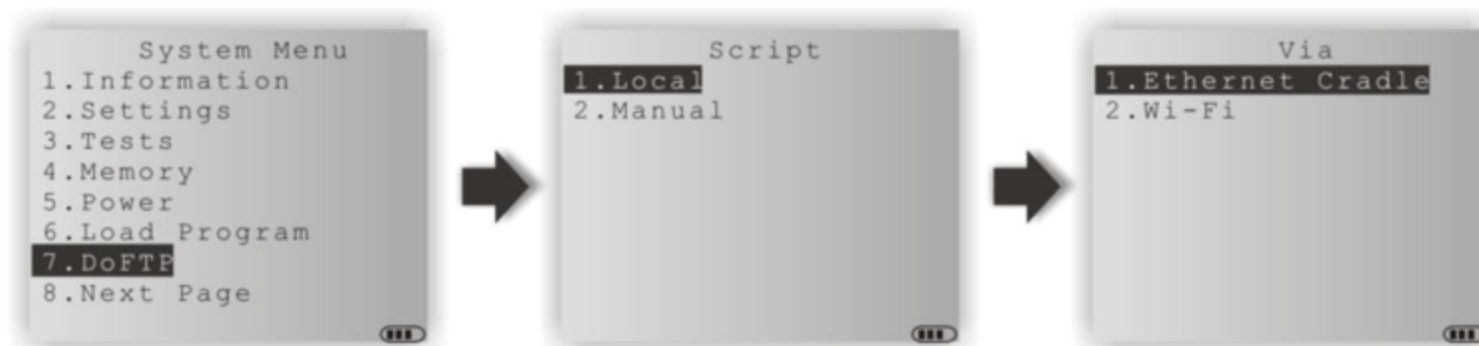 System Menu
1.Information
2.Settings
3.Tests
4.Memory
5.Power
6.Load Program
7.DoFTP
8.Next Page
Script
1.Local
2.Manual
Via
1.Ethernet Cradle
2.Wi-Fi